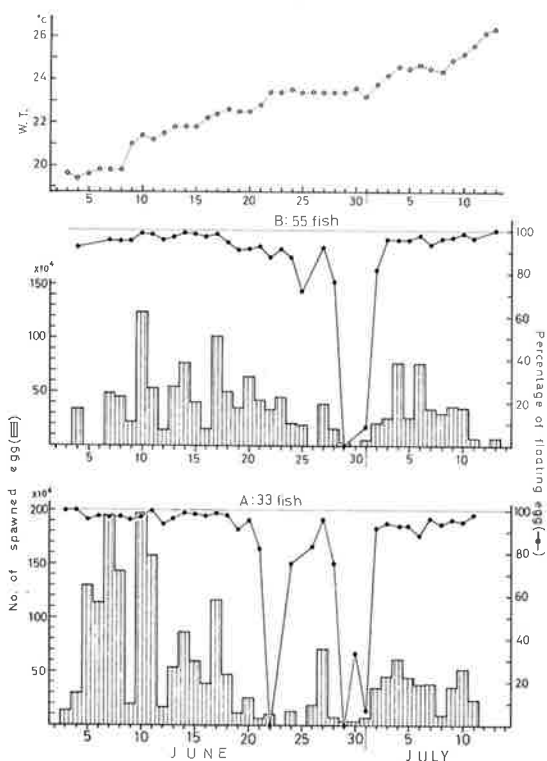 °C
26
24
22
20
W. T.
5 10 15 20 25 30 5 10
B: 55 fish
x10⁴
150
100
50
100
80
60
40
20
5 10 15 20 25 30 5 10
Percentage of floating egg(●)
No. of spawned egg(▥)
A: 33 fish
x10⁴
200
150
100
50
100
80
60
40
20
5 10 15 20 25 30 5 10
JUNE JULY